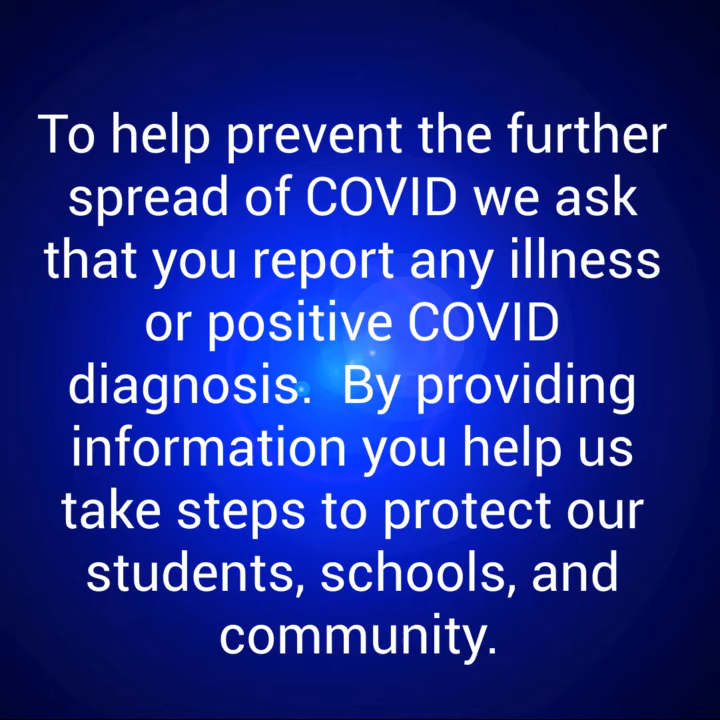 To help prevent the further
spread of COVID we ask
that you report any illness
or positive COVID
diagnosis.  By providing
information you help us
take steps to protect our
students, schools, and
community.